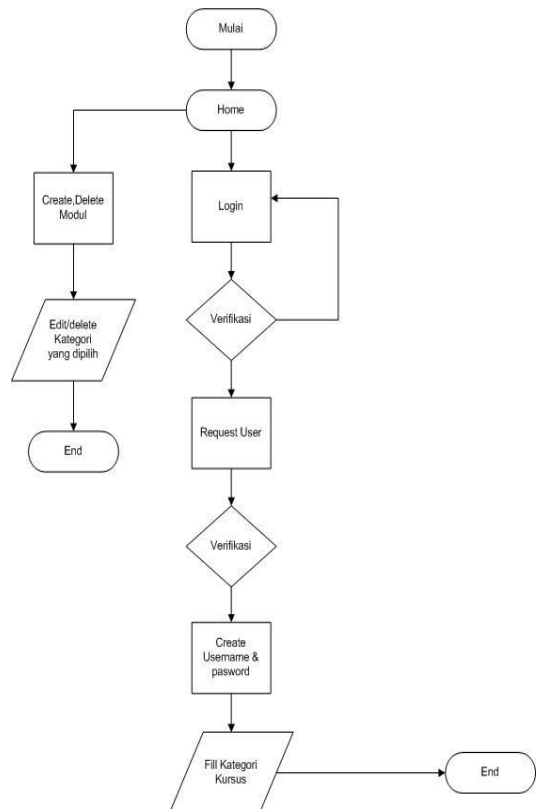 Mulai
Home
Create,Delete
Modul
Login
Edit/delete
Kategori
yang dipilih
Verifikasi
End
Request User
Verifikasi
Create
Username &
pasword
Fill Kategori
Kursus
End